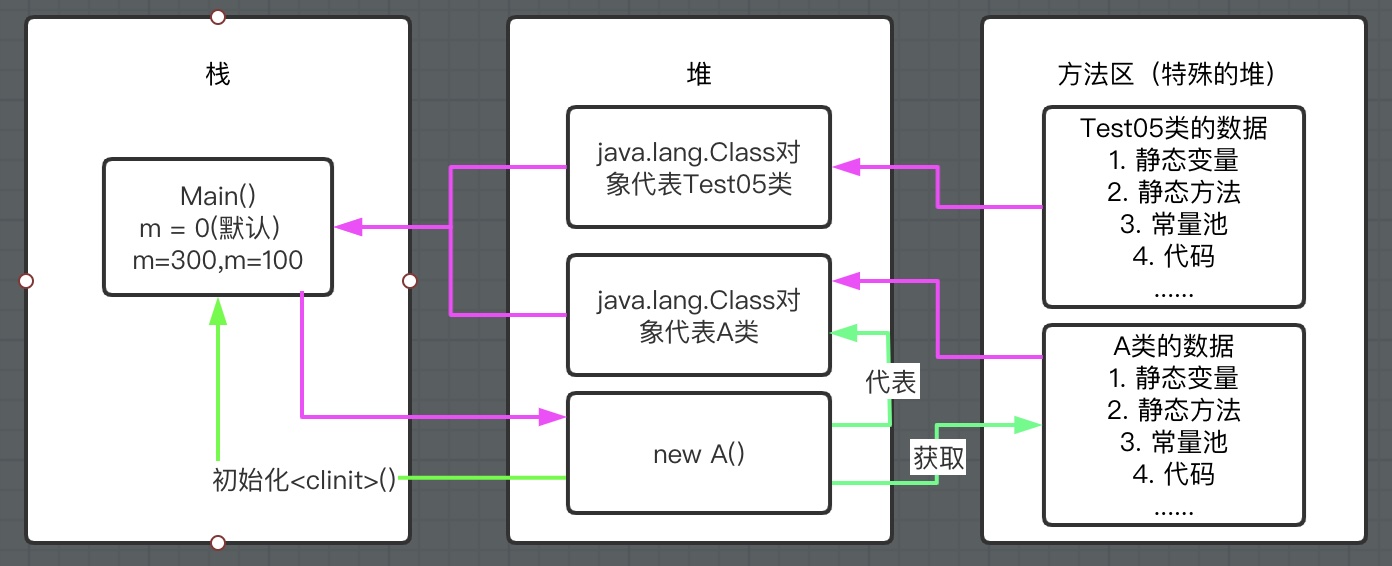 栈
Main()
m = 0(默认)
m=300,m=100
初始化<clinit>()
堆
java.lang.Class对
象代表Test05类
java.lang.Class对
象代表A类
new A()
代表
获取
方法区（特殊的堆）
Test05类的数据
1. 静态变量
2. 静态方法
3. 常量池
4. 代码
......
A类的数据
1. 静态变量
2. 静态方法
3. 常量池
4. 代码
......